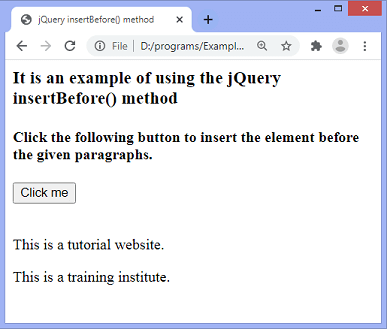 jQuery insertBefore() method
File | D:/programs/Exampl...
It is an example of using the jQuery
insertBefore() method
Click the following button to insert the element before
the given paragraphs.
Click me
This is a tutorial website.
This is a training institute.